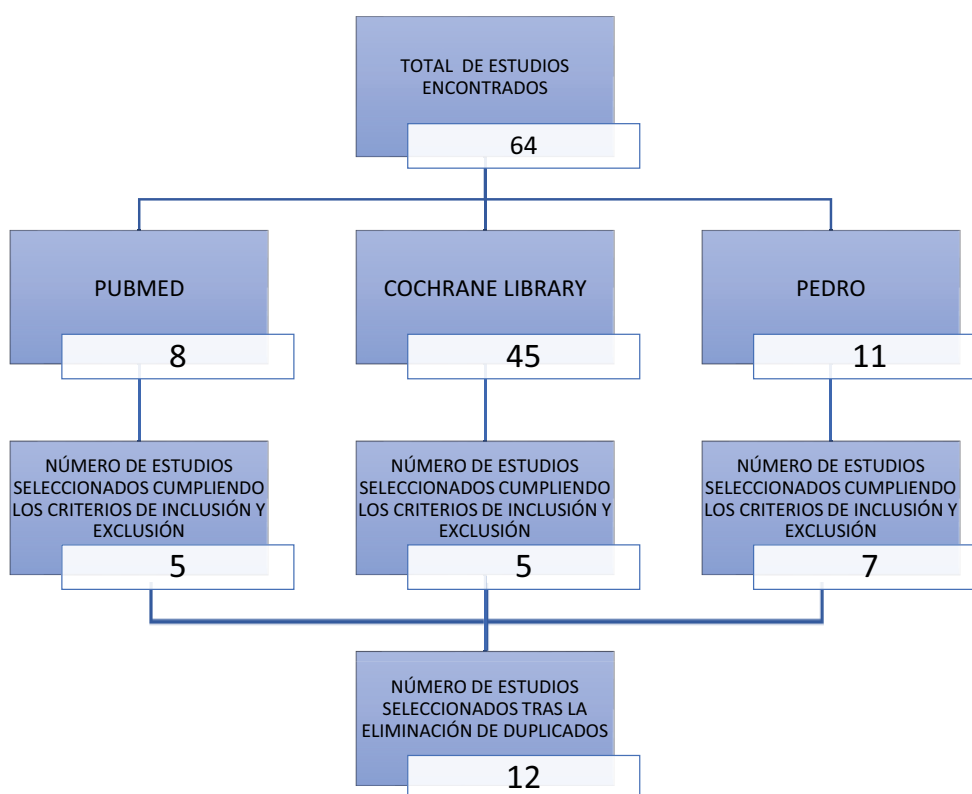 TOTAL DE ESTUDIOS
ENCONTRADOS
64
PUBMED
8
COCHRANE LIBRARY
45
PEDRO
11
NÚMERO DE ESTUDIOS
SELECCIONADOS CUMPLIENDO
LOS CRITERIOS DE INCLUSIÓN Y
EXCLUSIÓN
5
NÚMERO DE ESTUDIOS
SELECCIONADOS CUMPLIENDO
LOS CRITERIOS DE INCLUSIÓN Y
EXCLUSIÓN
5
NÚMERO DE ESTUDIOS
SELECCIONADOS CUMPLIENDO
LOS CRITERIOS DE INCLUSIÓN Y
EXCLUSIÓN
7
NÚMERO DE ESTUDIOS
SELECCIONADOS TRAS LA
ELIMINACIÓN DE DUPLICADOS
12